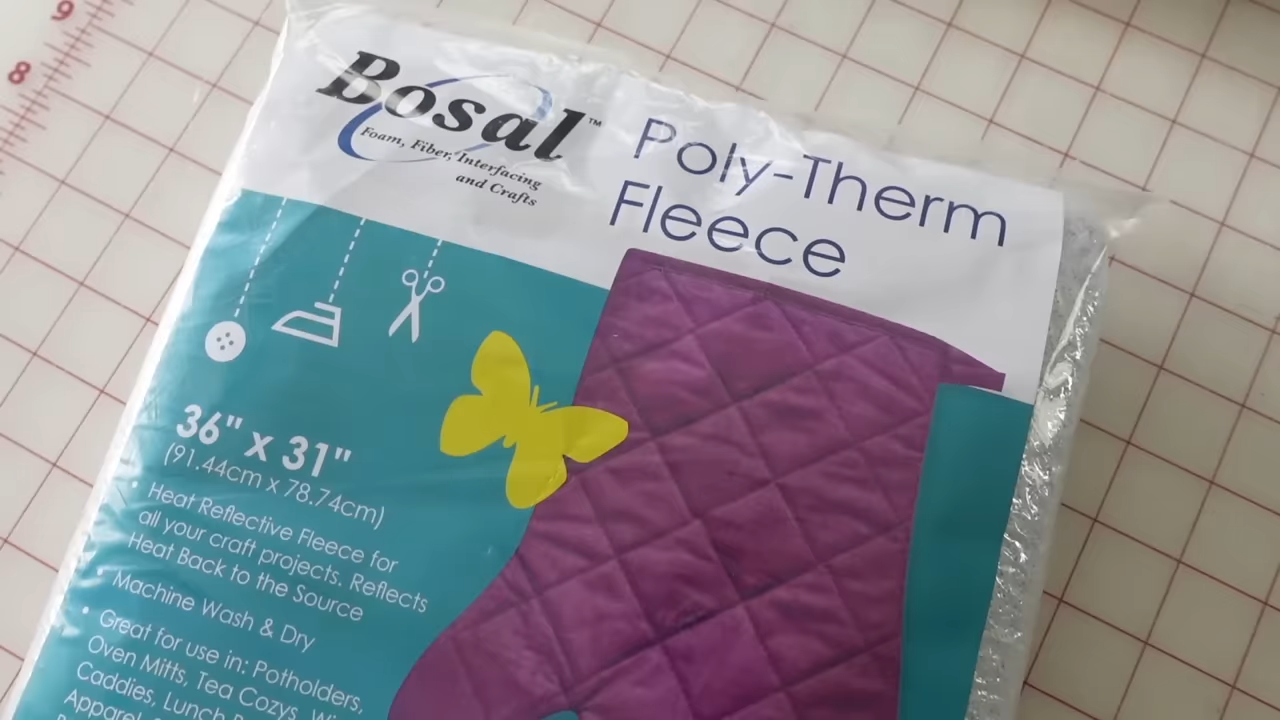 9
8
Bosal™
Foam, Fiber, Interfacing
and Crafts
Poly-Therm
Fleece
36" x 31"
(91.44cm x 78.74cm)
• Heat Reflective Fleece for
all your craft projects. Reflects
Heat Back to the Source
• Machine Wash & Dry
• Great for use in: Potholders,
Oven Mitts, Tea Cozys,
Caddies, Lunch
Apparel